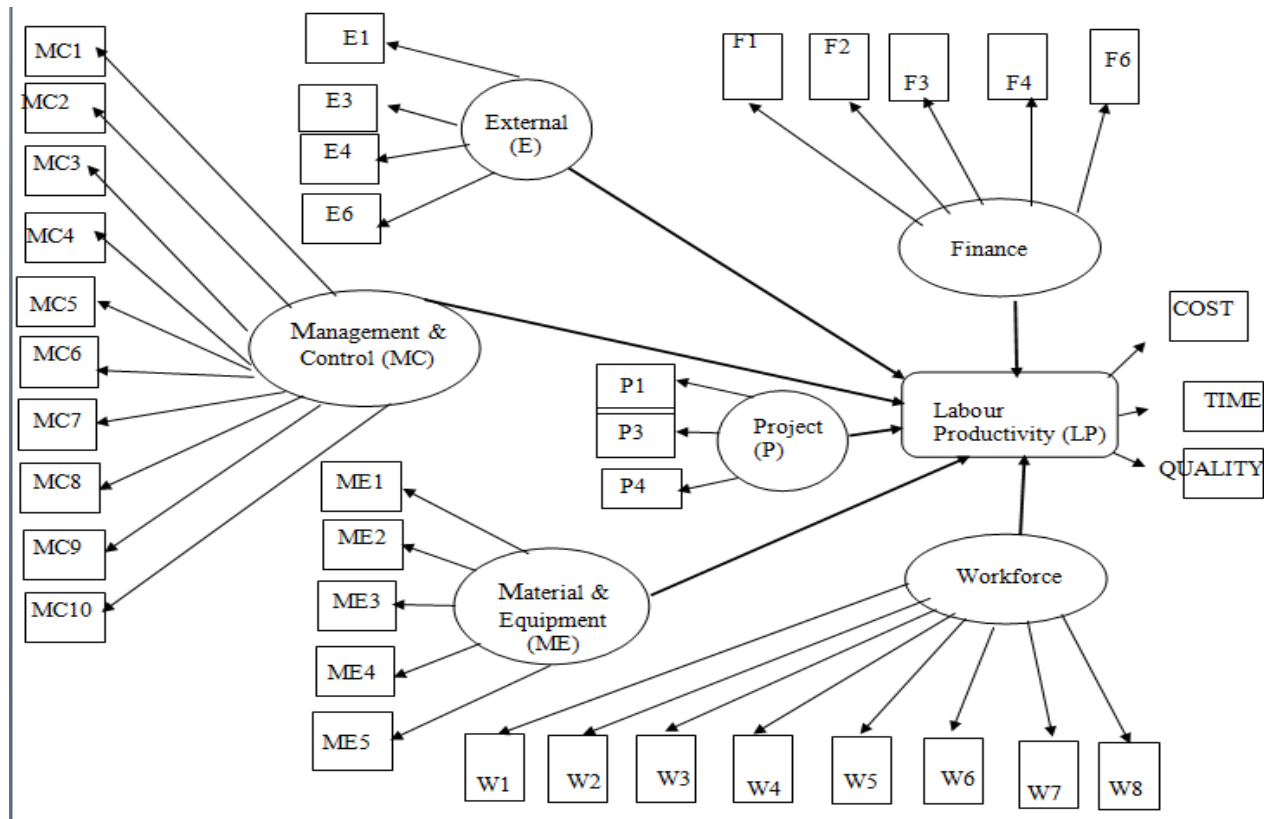 MC1
MC2
MC3
MC4
MC5
MC6
MC7
MC8
MC9
MC10
E1
E3
E4
E6
External
(E)
F1
F2
F3
F4
F6
Finance
Management &
Control (MC)
P1
P3
P4
Project
(P)
Labour
Productivity (LP)
COST
TIME
QUALITY
ME1
ME2
ME3
ME4
ME5
Material &
Equipment
(ME)
Workforce
W1
W2
W3
W4
W5
W6
W7
W8